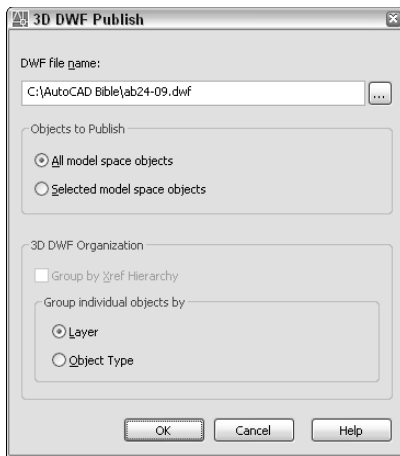 3D DWF Publish
DWF file name:
C:\AutoCAD Bible\ab24-09.dwf
...
Objects to Publish
All model space objects
Selected model space objects
3D DWF Organization
Group by Xref Hierarchy
Group individual objects by
Layer
Object Type
OK Cancel Help